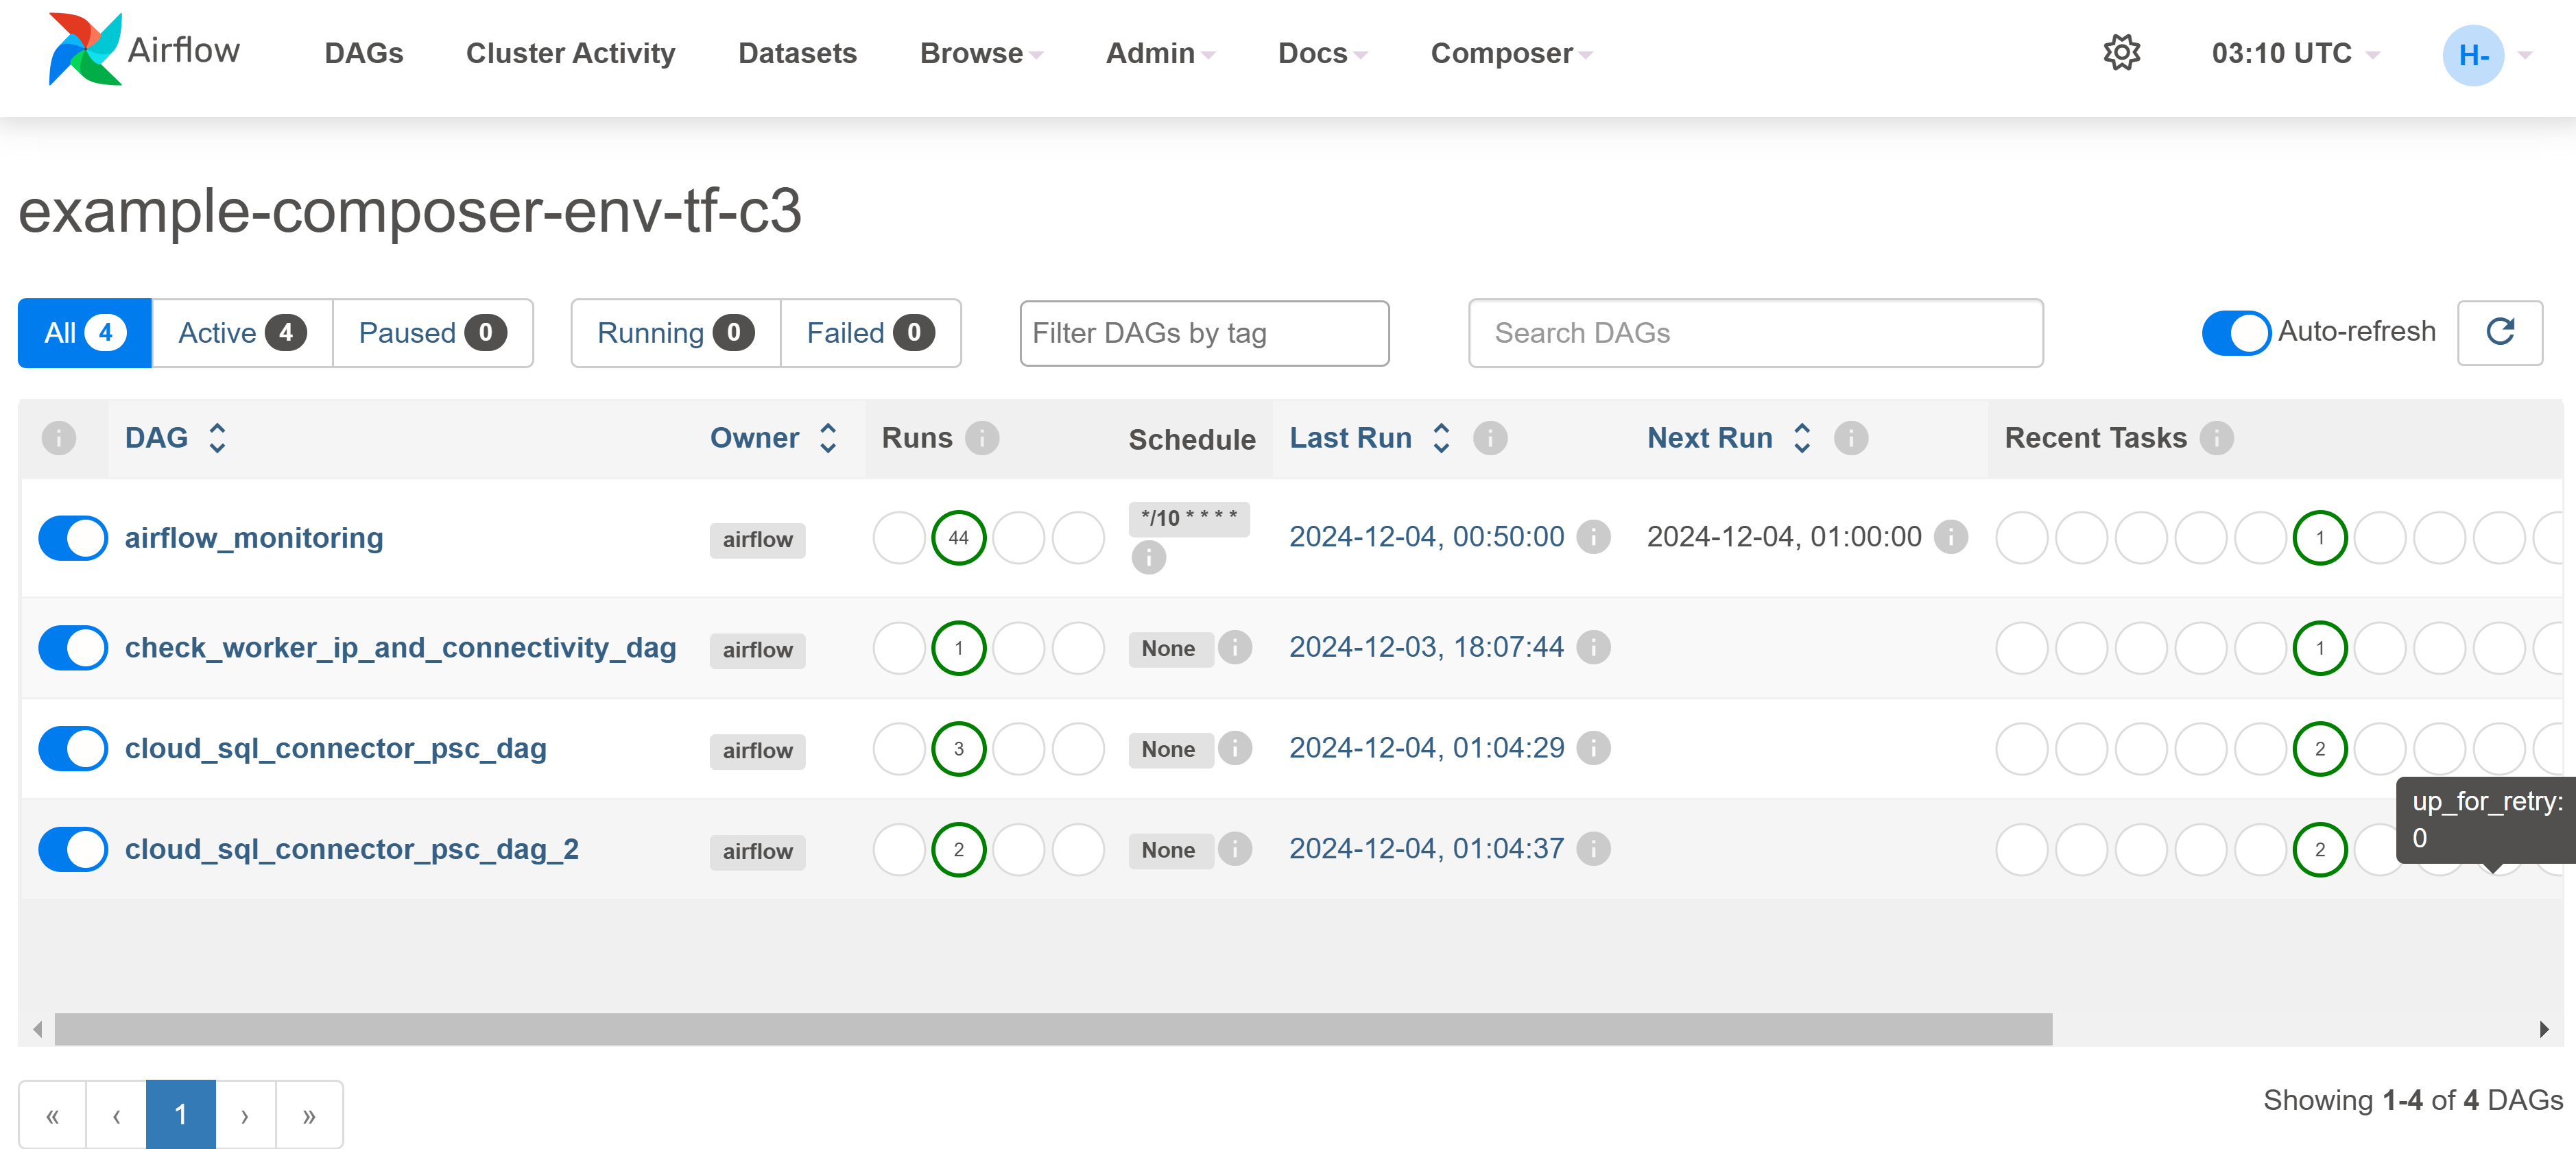 Airflow DAGs Cluster Activity Datasets Browse Admin Docs Composer 03:10 UTC H-
example-composer-env-tf-c3
All 4 Active 4 Paused 0 Running 0 Failed 0 Filter DAGs by tag Search DAGs Auto-refresh
DAG Owner Runs Schedule Last Run Next Run Recent Tasks
airflow_monitoring airflow 44 */10 * * * * 2024-12-04, 00:50:00 2024-12-04, 01:00:00 1
check_worker_ip_and_connectivity_dag airflow 1 None 2024-12-03, 18:07:44 1
cloud_sql_connector_psc_dag airflow 3 None 2024-12-04, 01:04:29 2
up_for_retry:
0
cloud_sql_connector_psc_dag_2 airflow 2 None 2024-12-04, 01:04:37 2
« ‹ 1 › »
Showing 1-4 of 4 DAGs